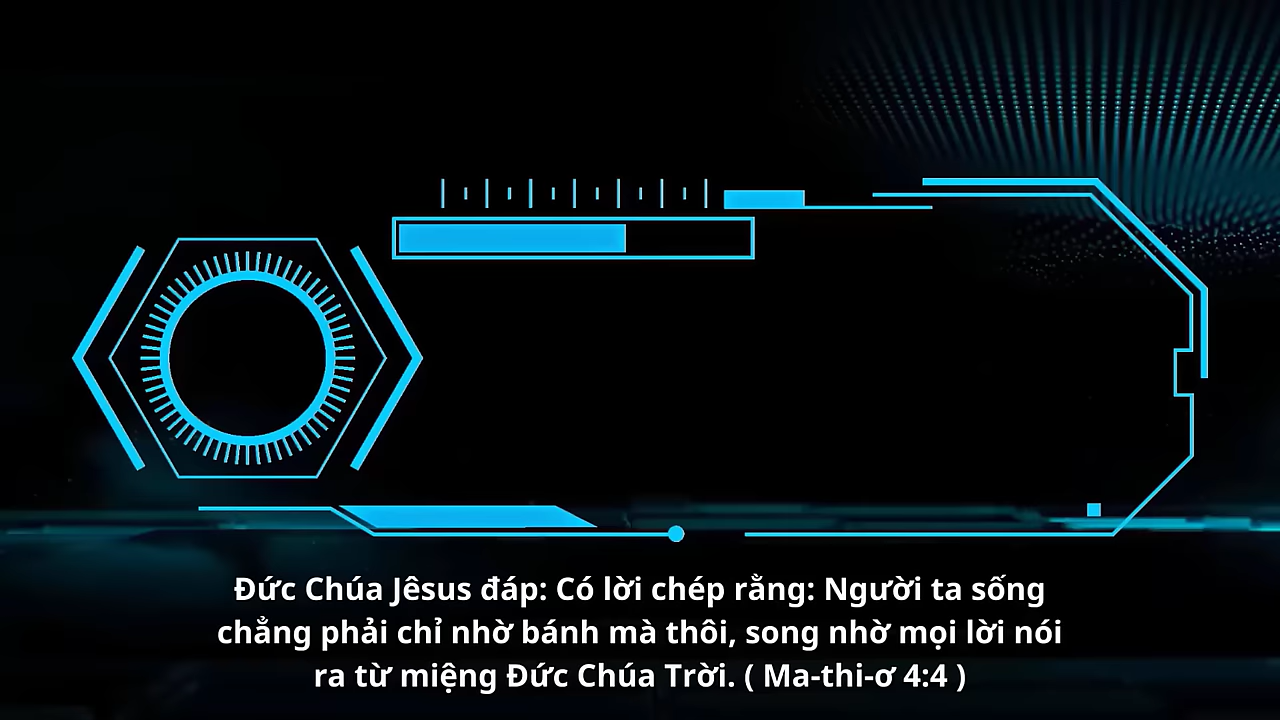 Đức Chúa Jêsus đáp: Có lời chép rằng: Người ta sống
chẳng phải chỉ nhờ bánh mà thôi, song nhờ mọi lời nói
ra từ miệng Đức Chúa Trời. ( Ma-thi-ơ 4:4 )